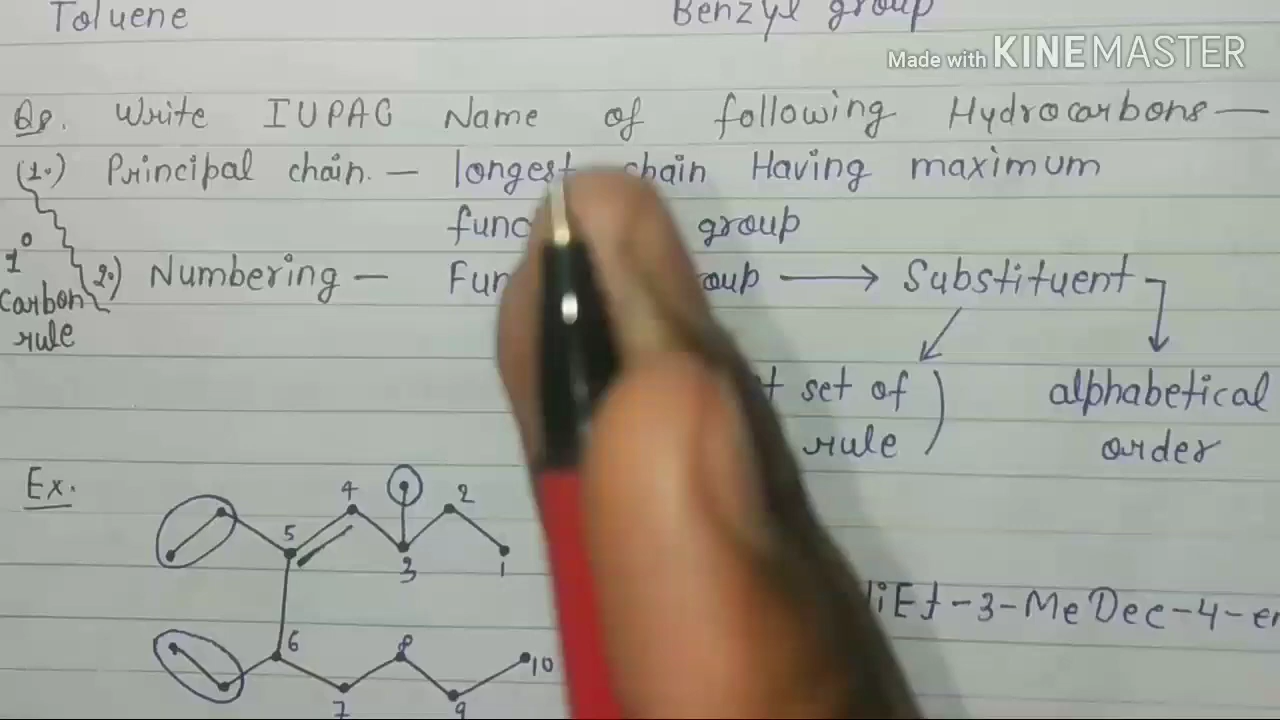 Toluene Benzyl group
Made with KINEMASTER
Qs. Write IUPAC Name of following Hydrocarbons —
(1.) Principal chain. — longest chain Having maximum
group
1° carbon rule
2.) Numbering — → Substituent
set of rule)
alphabetical order
Ex.
5 4 3 2 1
6 7 8 9 10
-3-MeDec-4-